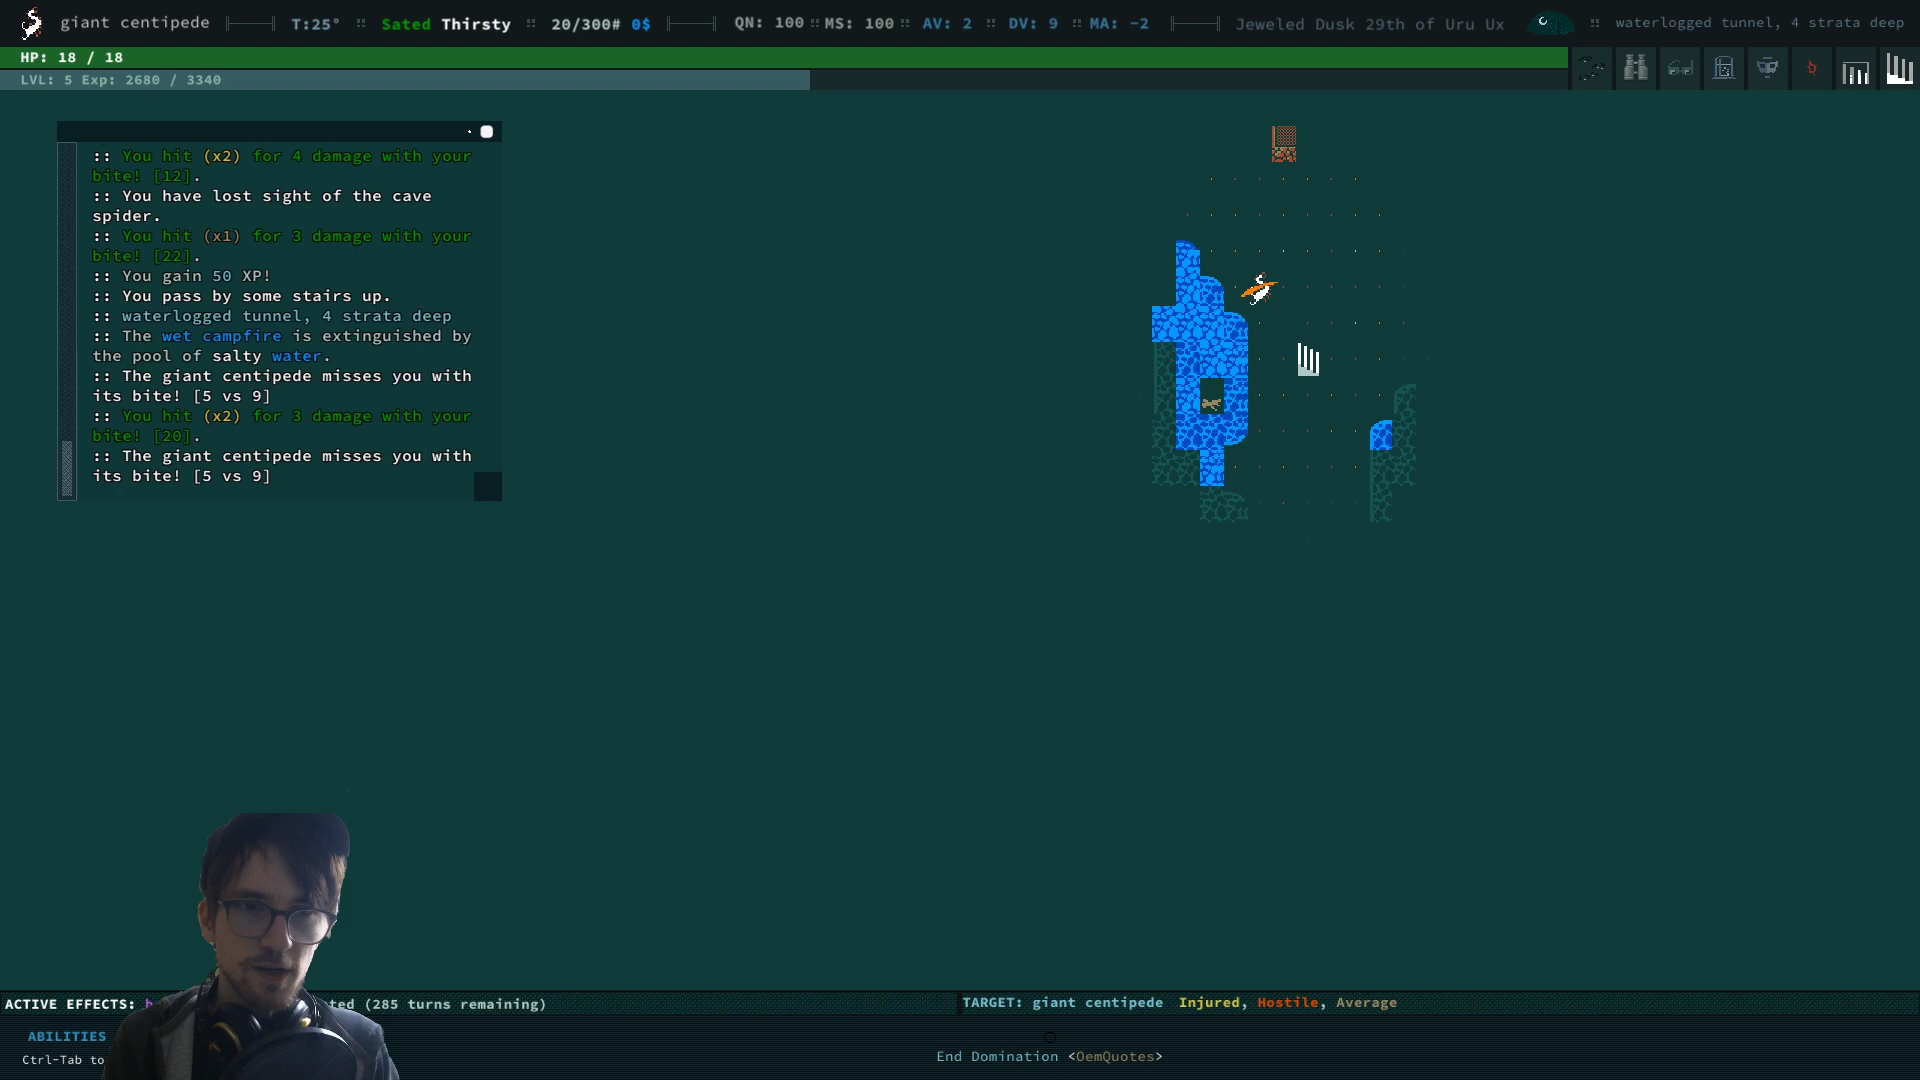 giant centipede T:25° Sated Thirsty 20/300# 0$ QN: 100 MS: 100 AV: 2 DV: 9 MA: -2 Jeweled Dusk 29th of Uru Ux waterlogged tunnel, 4 strata deep
HP: 18 / 18
LVL: 5 Exp: 2680 / 3340
:: You hit (x2) for 4 damage with your
bite! [12].
:: You have lost sight of the cave
spider.
:: You hit (x1) for 3 damage with your
bite! [22].
:: You gain 50 XP!
:: You pass by some stairs up.
:: waterlogged tunnel, 4 strata deep
:: The wet campfire is extinguished by
the pool of salty water.
:: The giant centipede misses you with
its bite! [5 vs 9]
:: You hit (x2) for 3 damage with your
bite! [20].
:: The giant centipede misses you with
its bite! [5 vs 9]
ACTIVE EFFECTS: (285 turns remaining) TARGET: giant centipede Injured, Hostile, Average
ABILITIES
Ctrl-Tab to
End Domination <OemQuotes>